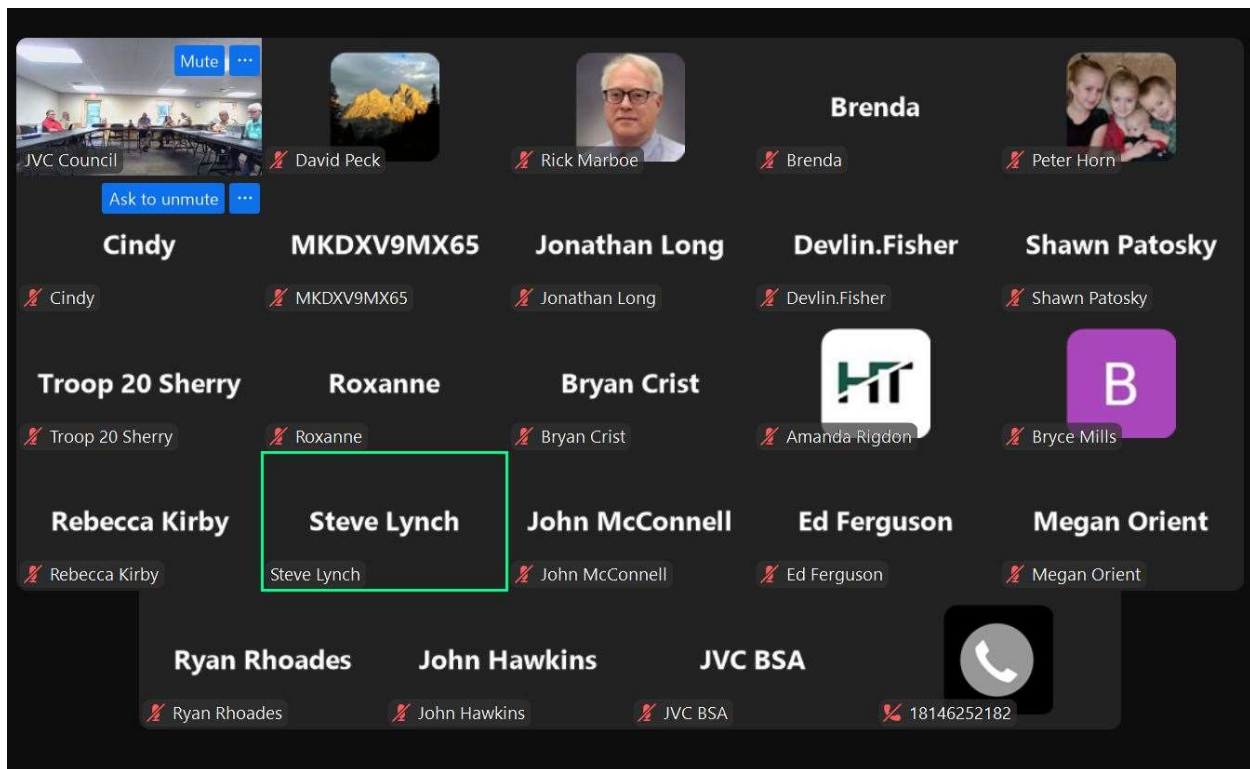 Mute ···
JVC Council
David Peck
Rick Marboe
Brenda
Brenda
Peter Horn
Ask to unmute ···
Cindy
Cindy
MKDXV9MX65
MKDXV9MX65
Jonathan Long
Jonathan Long
Devlin.Fisher
Devlin.Fisher
Shawn Patosky
Shawn Patosky
Troop 20 Sherry
Troop 20 Sherry
Roxanne
Roxanne
Bryan Crist
Bryan Crist
HT
Amanda Rigdon
B
Bryce Mills
Rebecca Kirby
Rebecca Kirby
Steve Lynch
Steve Lynch
John McConnell
John McConnell
Ed Ferguson
Ed Ferguson
Megan Orient
Megan Orient
Ryan Rhoades
Ryan Rhoades
John Hawkins
John Hawkins
JVC BSA
JVC BSA
18146252182